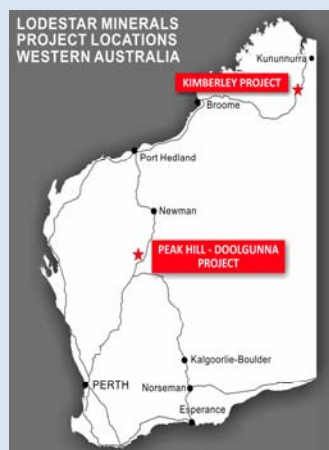 LODESTAR MINERALS
PROJECT LOCATIONS
WESTERN AUSTRALIA
Kununnurra
KIMBERLEY PROJECT
Broome
Port Hedland
Newman
PEAK HILL - DOOLGUNNA
PROJECT
Kalgoorlie-Boulder
PERTH
Norseman
Esperance